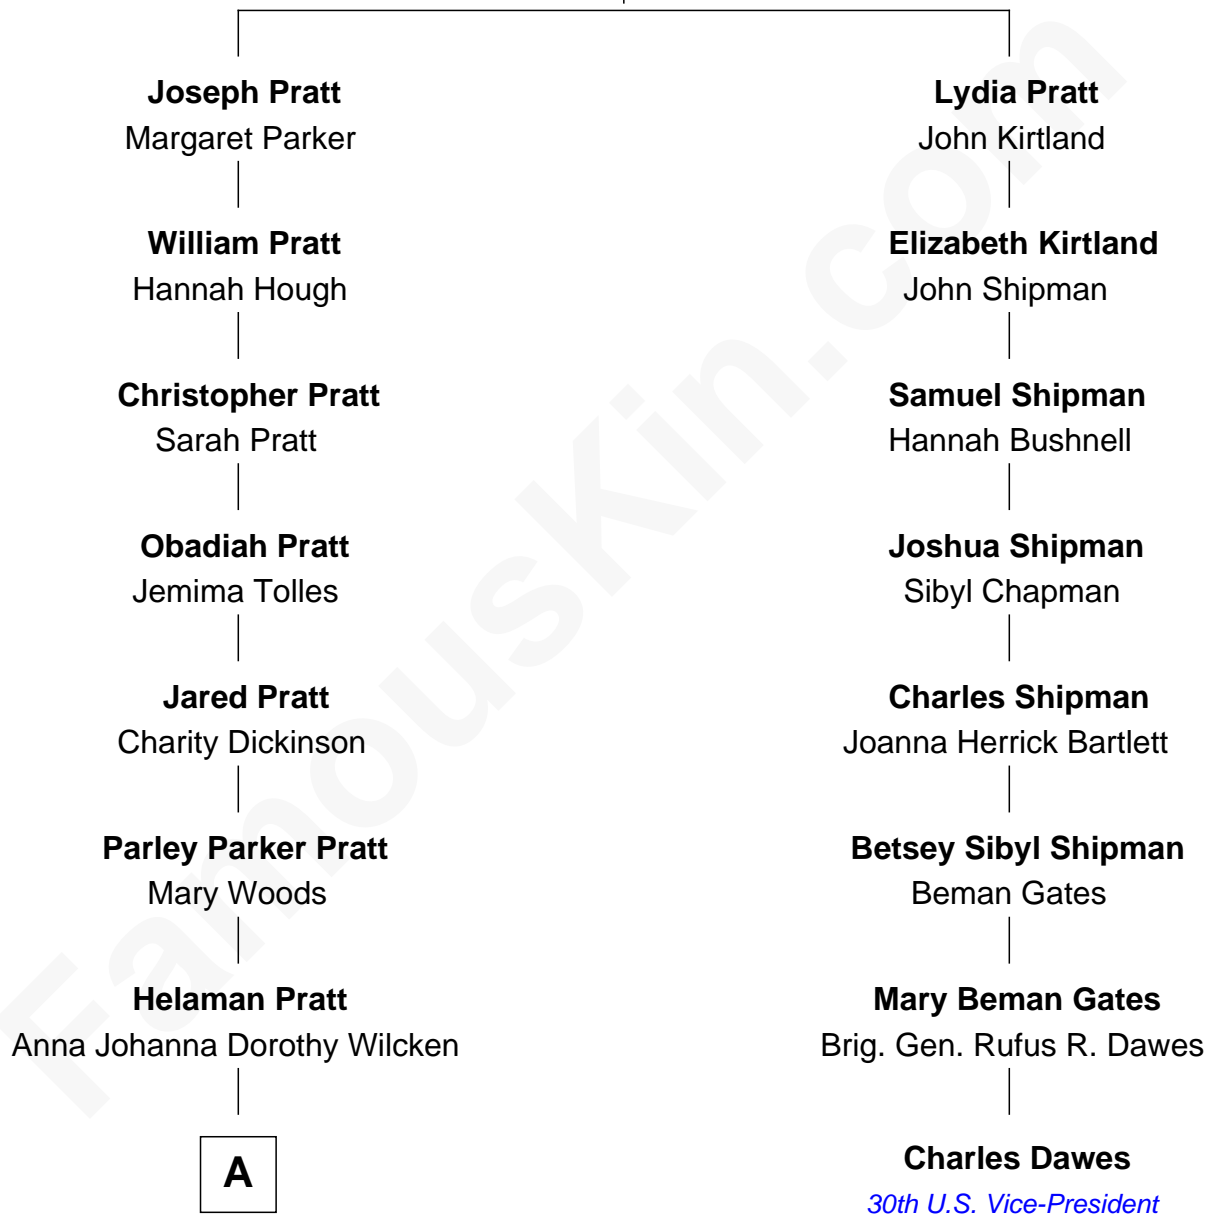 Joseph Pratt
Margaret Parker
William Pratt
Hannah Hough
Christopher Pratt
Sarah Pratt
Obadiah Pratt
Jemima Tolles
Jared Pratt
Charity Dickinson
Parley Parker Pratt
Mary Woods
Helaman Pratt
Anna Johanna Dorothy Wilcken
A
Lydia Pratt
John Kirtland
Elizabeth Kirtland
John Shipman
Samuel Shipman
Hannah Bushnell
Joshua Shipman
Sibyl Chapman
Charles Shipman
Joanna Herrick Bartlett
Betsey Sibyl Shipman
Beman Gates
Mary Beman Gates
Brig. Gen. Rufus R. Dawes
Charles Dawes
30th U.S. Vice-President
FamousKin.com